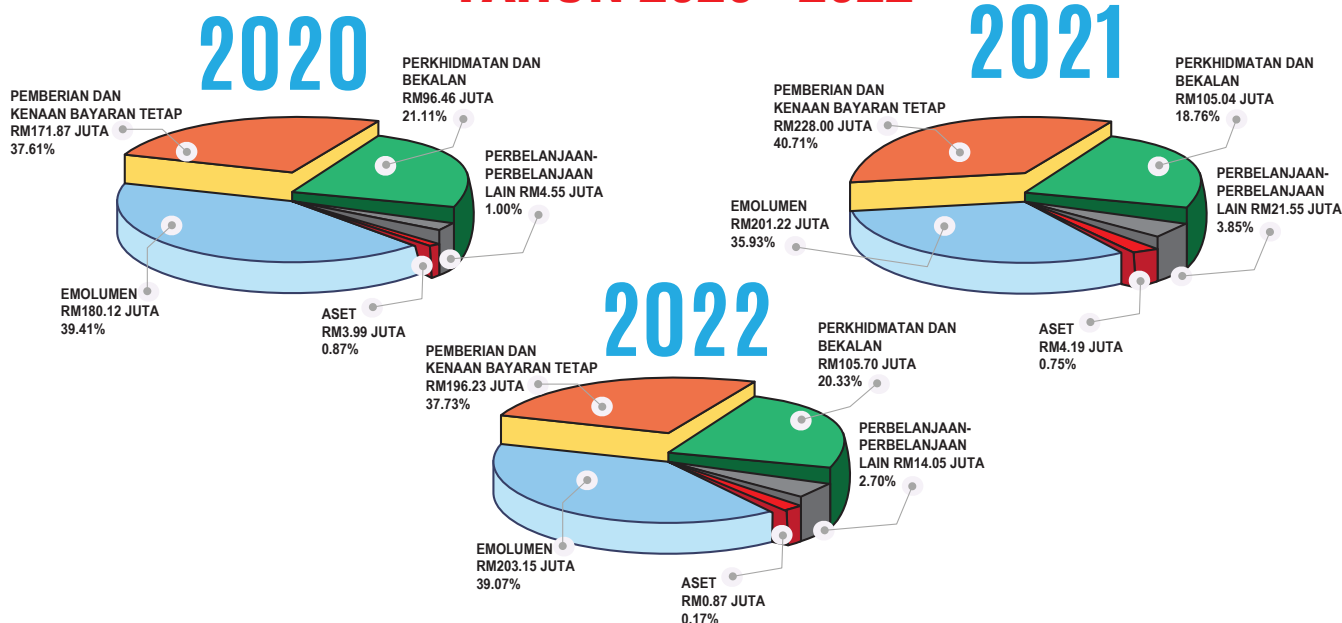 TAHUN 2020 - 2022
2020
PEMBERIAN DAN
KENAAN BAYARAN TETAP
RM171.87 JUTA
37.61%
PERKHIDMATAN DAN
BEKALAN
RM96.46 JUTA
21.11%
PERBELANJAAN-
PERBELANJAAN
LAIN RM4.55 JUTA
1.00%
EMOLUMEN
RM180.12 JUTA
39.41%
ASET
RM3.99 JUTA
0.87%
2021
PEMBERIAN DAN
KENAAN BAYARAN TETAP
RM228.00 JUTA
40.71%
PERKHIDMATAN DAN
BEKALAN
RM105.04 JUTA
18.76%
PERBELANJAAN-
PERBELANJAAN
LAIN RM21.55 JUTA
3.85%
EMOLUMEN
RM201.22 JUTA
35.93%
ASET
RM4.19 JUTA
0.75%
2022
PEMBERIAN DAN
KENAAN BAYARAN TETAP
RM196.23 JUTA
37.73%
PERKHIDMATAN DAN
BEKALAN
RM105.70 JUTA
20.33%
PERBELANJAAN-
PERBELANJAAN
LAIN RM14.05 JUTA
2.70%
EMOLUMEN
RM203.15 JUTA
39.07%
ASET
RM0.87 JUTA
0.17%